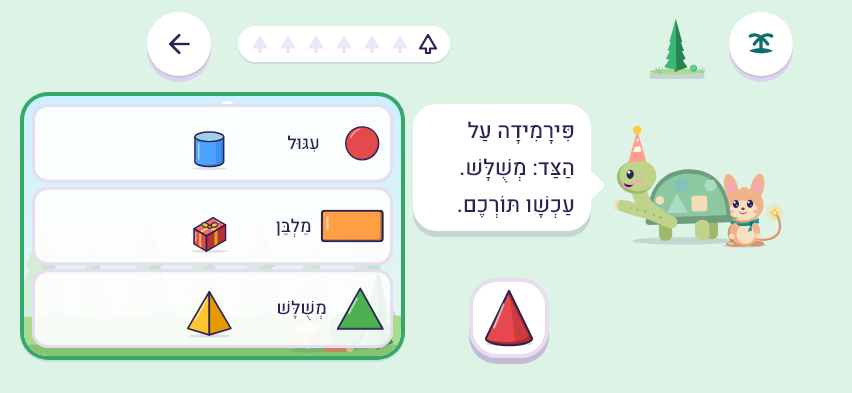 פִּירָמִידָה עַל
הַצַּד: מְשֻׁלָּשׁ.
עַכְשָׁו תּוֹרְכֶם.
עִגּוּל
מַלְבֵּן
מְשֻׁלָּשׁ